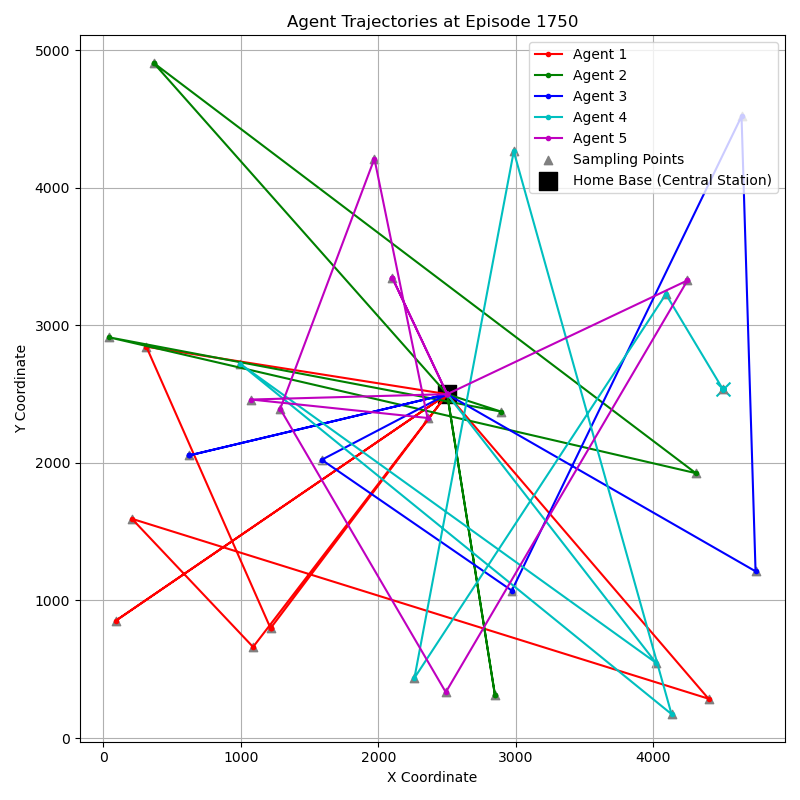 Agent Trajectories at Episode 1750
Agent 1
Agent 2
Agent 3
Agent 4
Agent 5
Sampling Points
Home Base (Central Station)
Y Coordinate
5000
4000
3000
2000
1000
0
0 1000 2000 3000 4000
X Coordinate